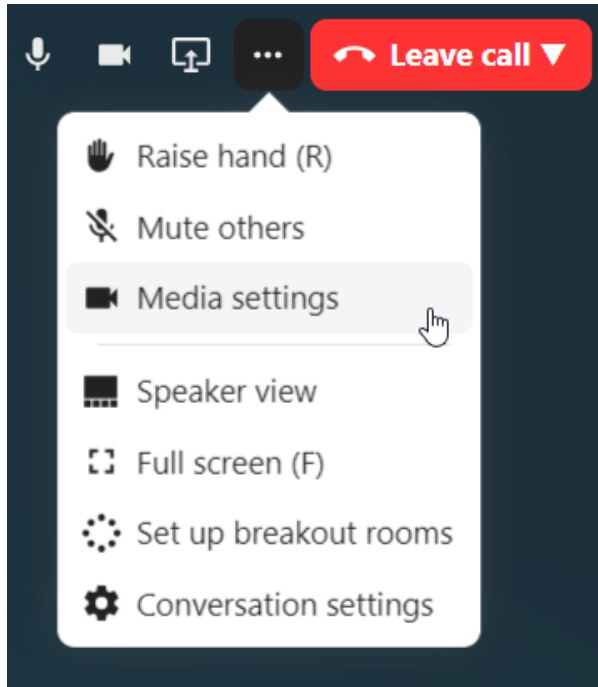 Leave call ▼
Raise hand (R)
Mute others
Media settings
Speaker view
Full screen (F)
Set up breakout rooms
Conversation settings